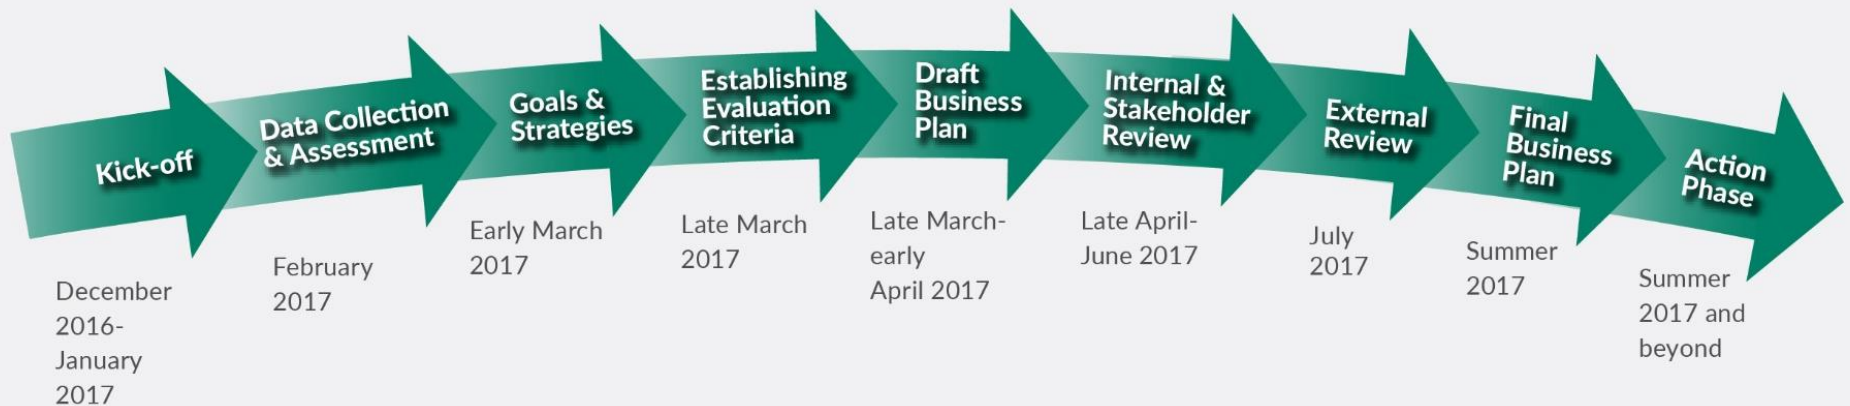 Kick-off
Data Collection
& Assessment
Goals &
Strategies
Establishing
Evaluation
Criteria
Draft
Business
Plan
Internal &
Stakeholder
Review
External
Review
Final
Business
Plan
Action
Phase
December
2016-
January
2017
February
2017
Early March
2017
Late March
2017
Late March-
early
April 2017
Late April-
June 2017
July
2017
Summer
2017
Summer
2017 and
beyond